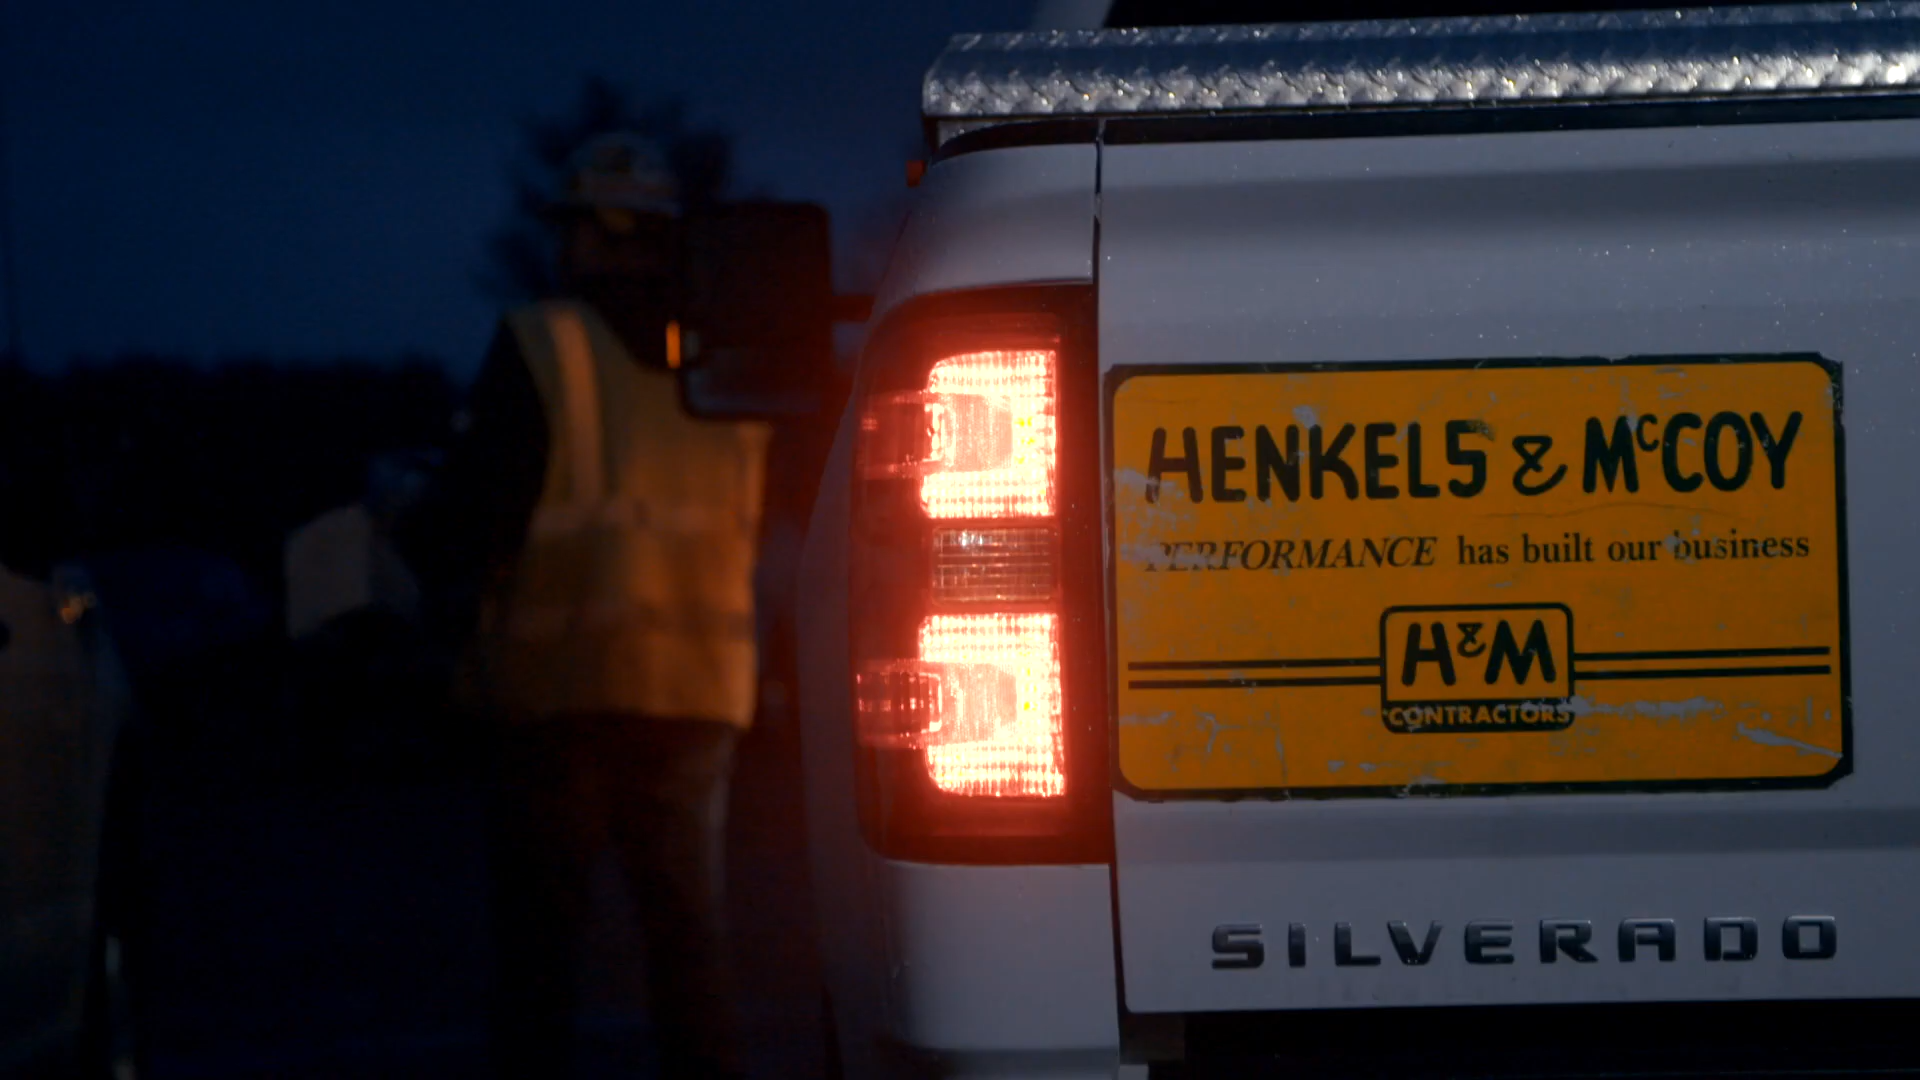 HENKELS & McCOY
PERFORMANCE has built our business
H&M
CONTRACTORS
SILVERADO